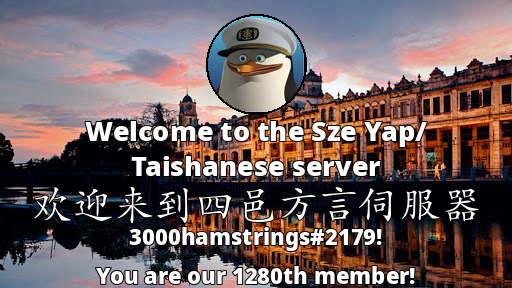 Welcome to the Sze Yap/
Taishanese server
欢迎来到四邑方言伺服器
3000hamstrings#2179!
You are our 1280th member!